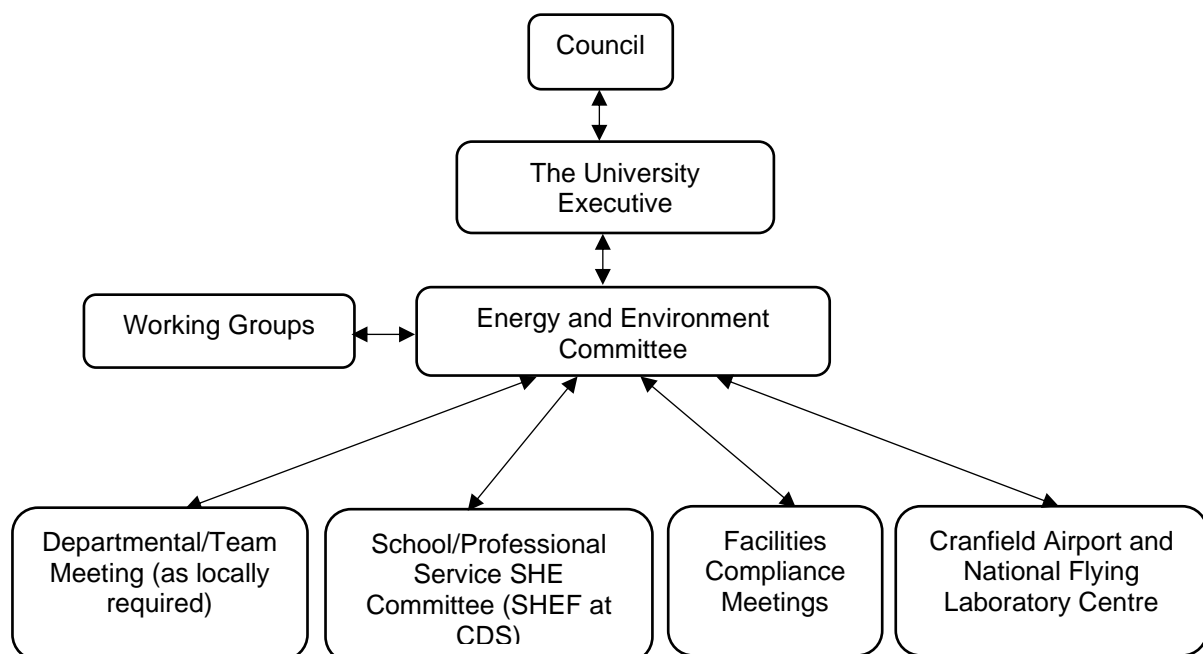 Council
The University
Executive
Working Groups
Energy and Environment
Committee
Departmental/Team
Meeting (as locally
required)
School/Professional
Service SHE
Committee (SHEF at
CDS)
Facilities
Compliance
Meetings
Cranfield Airport and
National Flying
Laboratory Centre